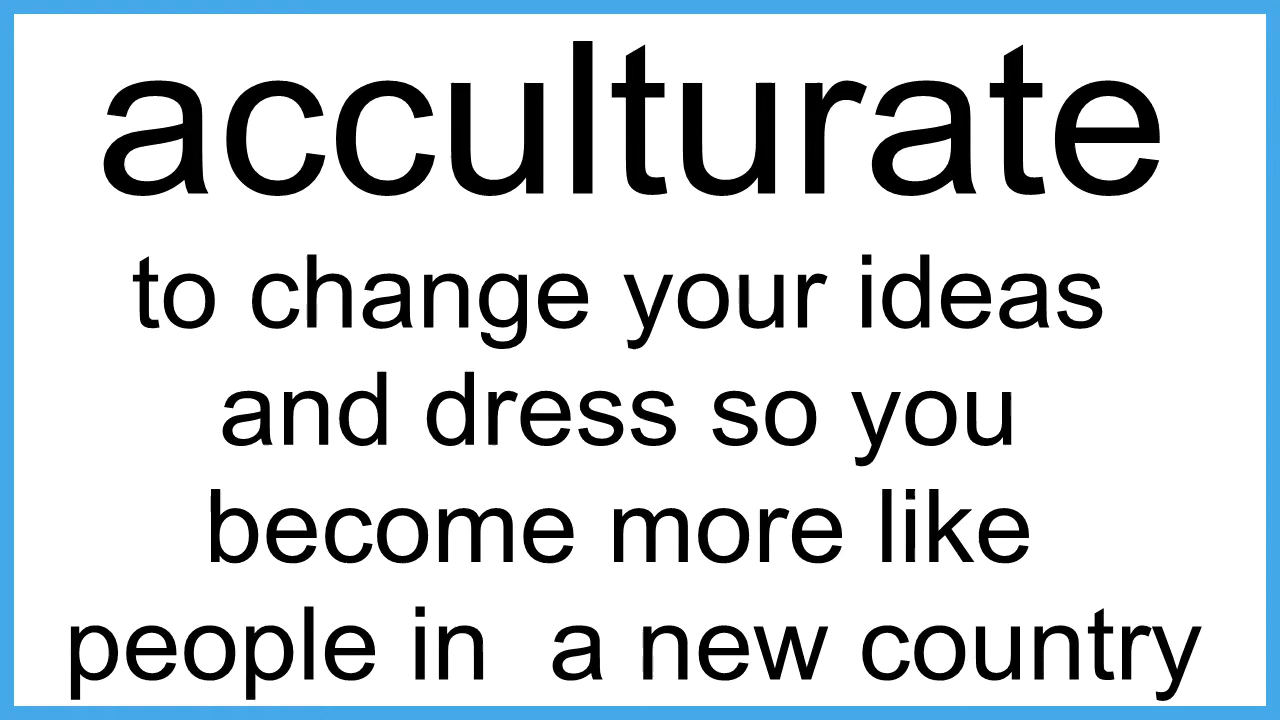 acculturate
to change your ideas
and dress so you
become more like
people in  a new country